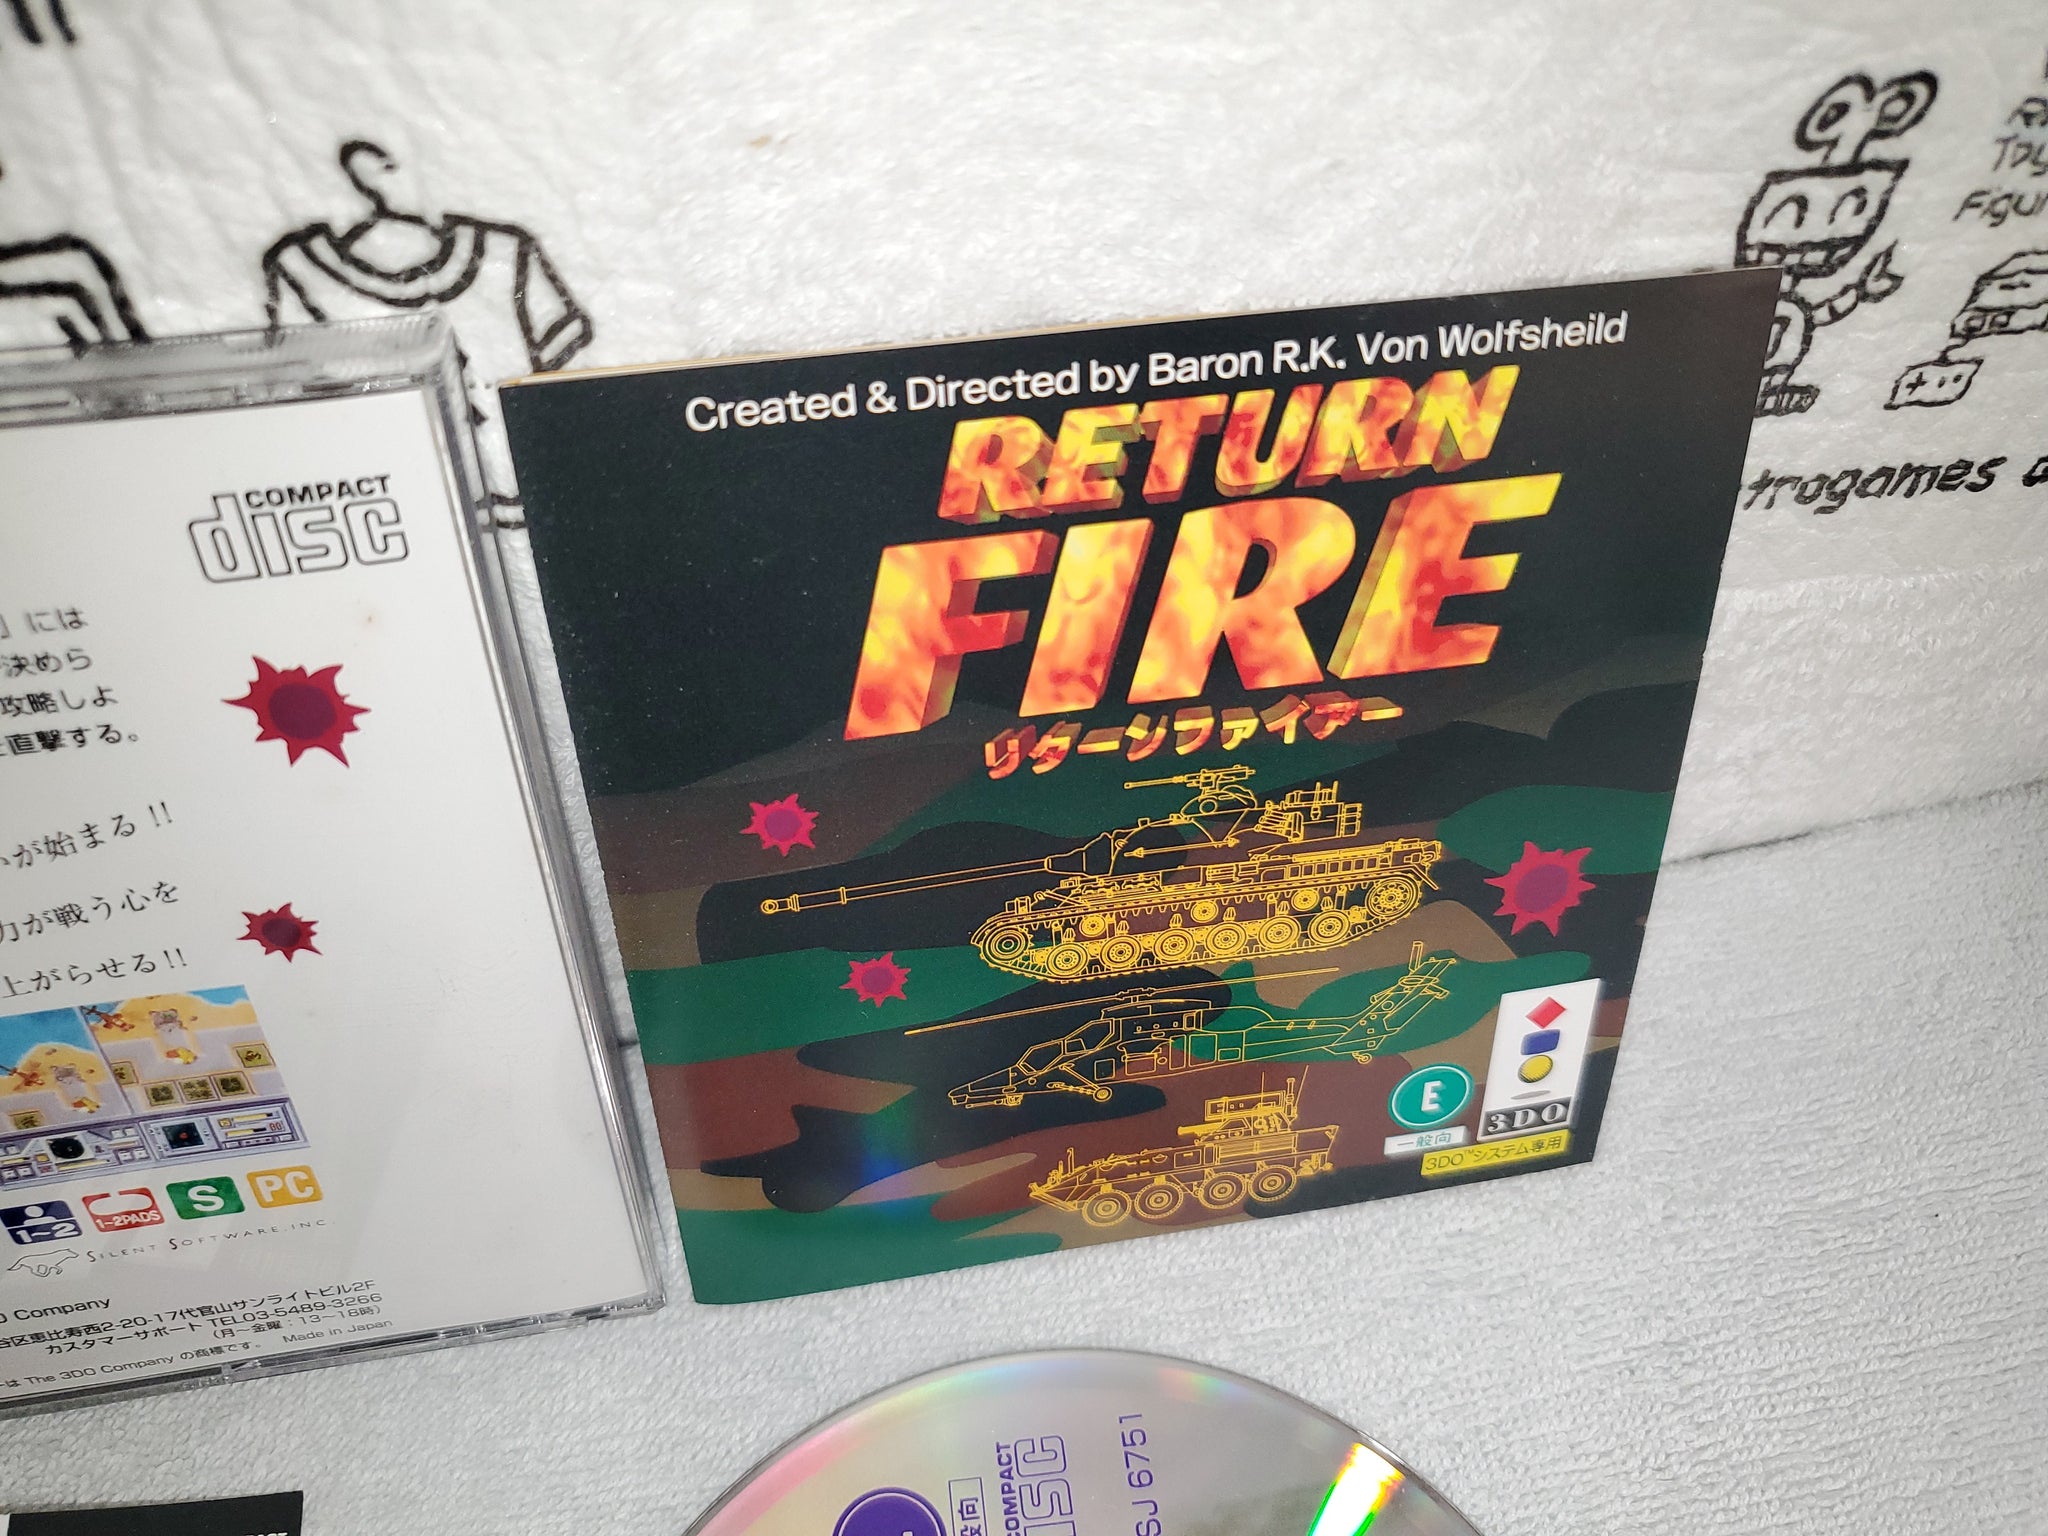 Created & Directed by Baron R.K. Von Wolfsheild
RETURN
FIRE
リターンファイアー
E
一般向
3DO
3DO™システム専用
COMPACT
disc
」には
決めら
攻略しよ
直撃する。
が始まる!!
力が戦う心を
上がらせる!!
1~2
1~2PADS
S
PC
SILENT SOFTWARE, INC.
Company
区恵比寿西2-20-17代官山サンライトビル2F
カスタマーサポート TEL03-5489-3266
(月~金曜:13~18時)
Made in Japan
は The 3DO Company の商標です。
COMPACT
SJ 6751
Toy
Figur
trogames